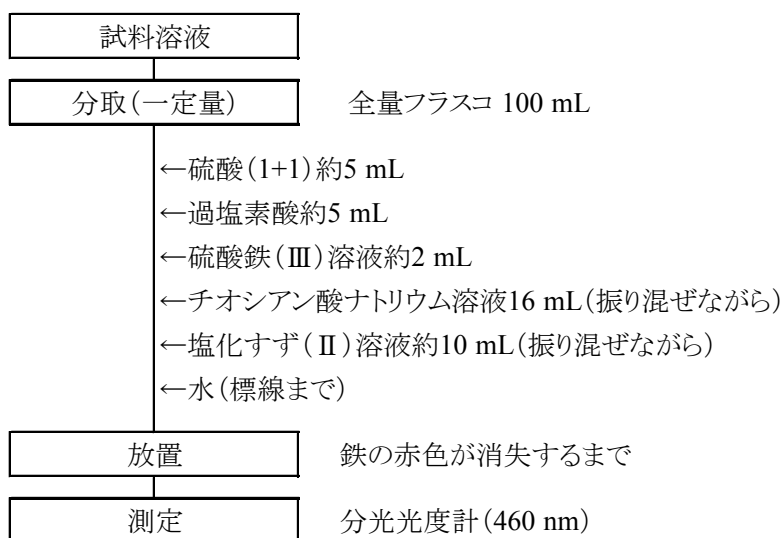 試料溶液
分取(一定量) 全量フラスコ 100 mL
←硫酸(1+1)約5 mL
←過塩素酸約5 mL
←硫酸鉄(Ⅲ)溶液約2 mL
←チオシアン酸ナトリウム溶液16 mL(振り混ぜながら)
←塩化すず(Ⅱ)溶液約10 mL(振り混ぜながら)
←水(標線まで)
放置 鉄の赤色が消失するまで
測定 分光光度計(460 nm)